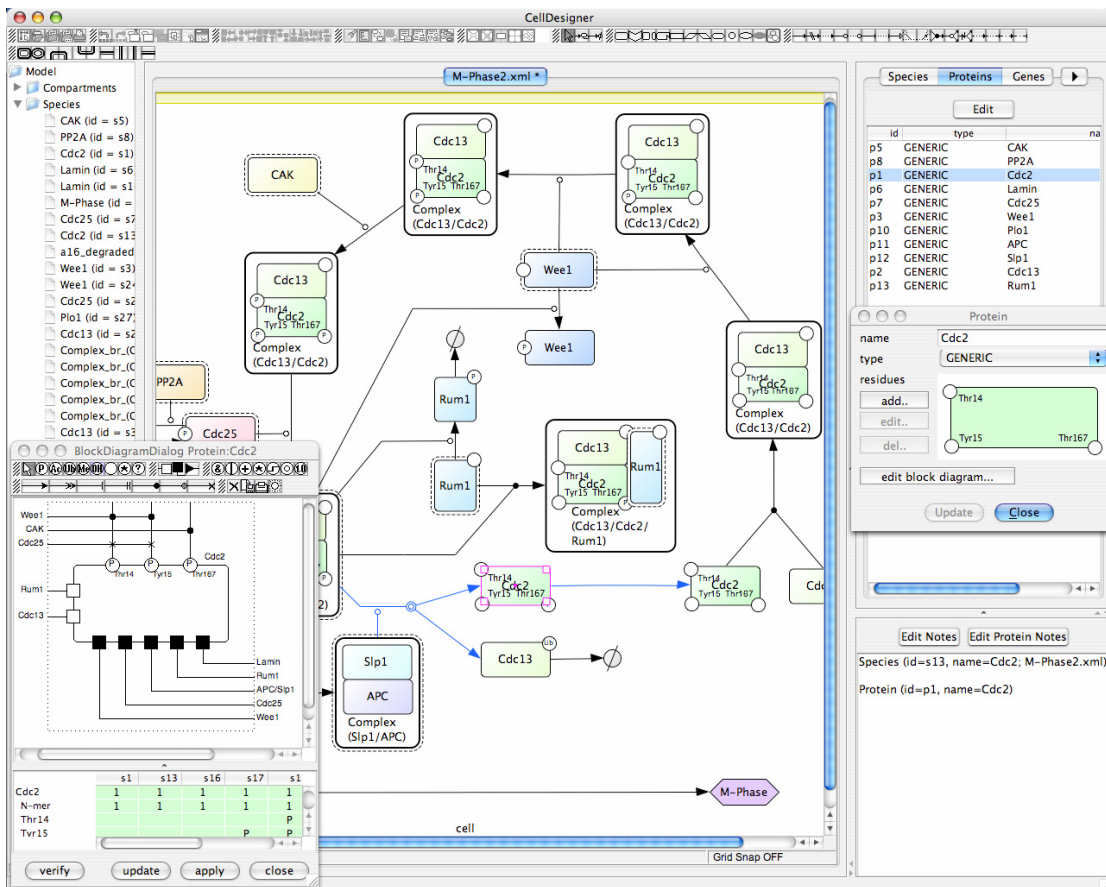 CellDesigner
Model
Compartments
Species
CAK (id = s5)
PP2A (id = s8)
Cdc2 (id = s1)
Lamin (id = s6
Lamin (id = s1
M-Phase (id =
Cdc25 (id = s7
Cdc2 (id = s13
a16_degraded
Wee1 (id = s3)
Wee1 (id = s24
Cdc25 (id = s2
Plo1 (id = s27)
Cdc13 (id = s2
Complex_br_(C
Complex_br_(C
Complex_br_(C
Complex_br_(C
Complex_br_(C
Cdc13 (id = s3
M-Phase2.xml *
CAK
Cdc13
P
Thr14
Cdc2
Tyr15 Thr167
P
Complex
(Cdc13/Cdc2)
Cdc13
Thr14
Cdc2
Tyr15 Thr167
P
Complex
(Cdc13/Cdc2)
Cdc13
P
Thr14
Cdc2
Tyr15 Thr167
P
P
Complex
(Cdc13/Cdc2)
Wee1
P
Wee1
Cdc13
Thr14
Cdc2
Tyr15 Thr167
P
Complex
(Cdc13/Cdc2)
PP2A
P
Cdc25
P
Rum1
Rum1
Cdc13
Thr14
Cdc2
Tyr15 Thr167
P
Rum1
Complex
(Cdc13/Cdc2/
Rum1)
P
2)
Thr14
Cdc2
Tyr15 Thr167
Thr14
Cdc2
Tyr15 Thr167
Cdc
Cdc13
Ub
Slp1
APC
Complex
(Slp1/APC)
M-Phase
cell
Grid Snap OFF
Species
Proteins
Genes
Edit
id type na
p5 GENERIC CAK
p8 GENERIC PP2A
p1 GENERIC Cdc2
p6 GENERIC Lamin
p7 GENERIC Cdc25
p3 GENERIC Wee1
p10 GENERIC Plo1
p11 GENERIC APC
p12 GENERIC Slp1
p2 GENERIC Cdc13
p13 GENERIC Rum1
Protein
name Cdc2
type GENERIC
residues
add..
edit..
del..
Thr14
Tyr15 Thr167
edit block diagram...
Update
Close
Edit Notes
Edit Protein Notes
Species (id=s13, name=Cdc2; M-Phase2.xml)
Protein (id=p1, name=Cdc2)
BlockDiagramDialog Protein:Cdc2
Wee1
CAK
Cdc25
P P P
Cdc2
Thr14 Tyr15 Thr167
Rum1
Cdc13
Lamin
Rum1
APC/Slp1
Cdc25
Wee1
s1 s13 s16 s17 s1
Cdc2 1 1 1 1 1
N-mer 1 1 1 1 1
Thr14 P
Tyr15 P P
verify
update
apply
close